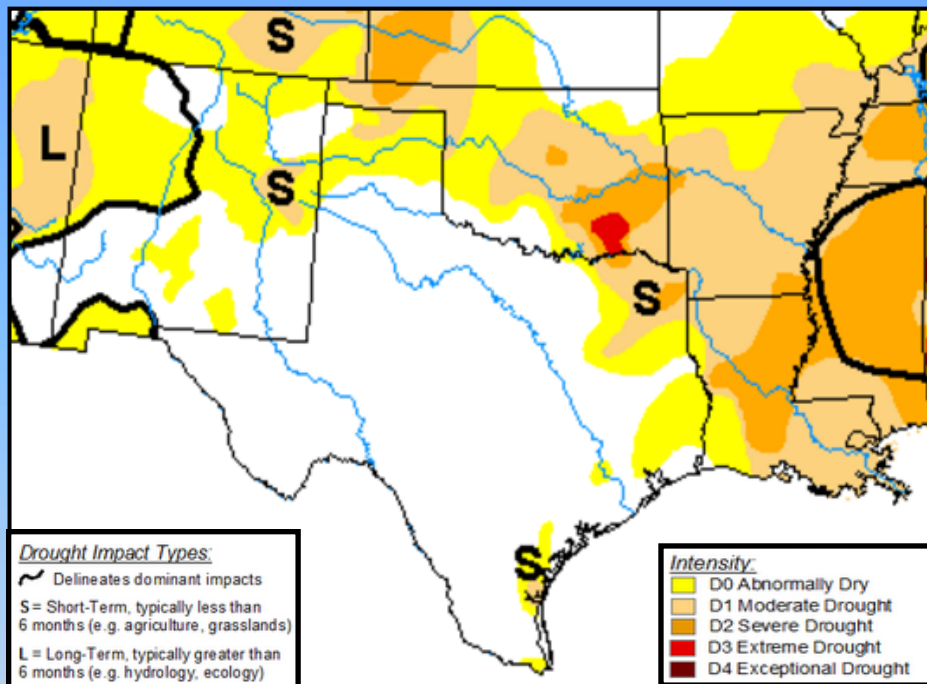 S
S
L
S
S
S
Drought Impact Types:
Delineates dominant impacts
S = Short-Term, typically less than
6 months (e.g. agriculture, grasslands)
L = Long-Term, typically greater than
6 months (e.g. hydrology, ecology)
Intensity:
D0 Abnormally Dry
D1 Moderate Drought
D2 Severe Drought
D3 Extreme Drought
D4 Exceptional Drought